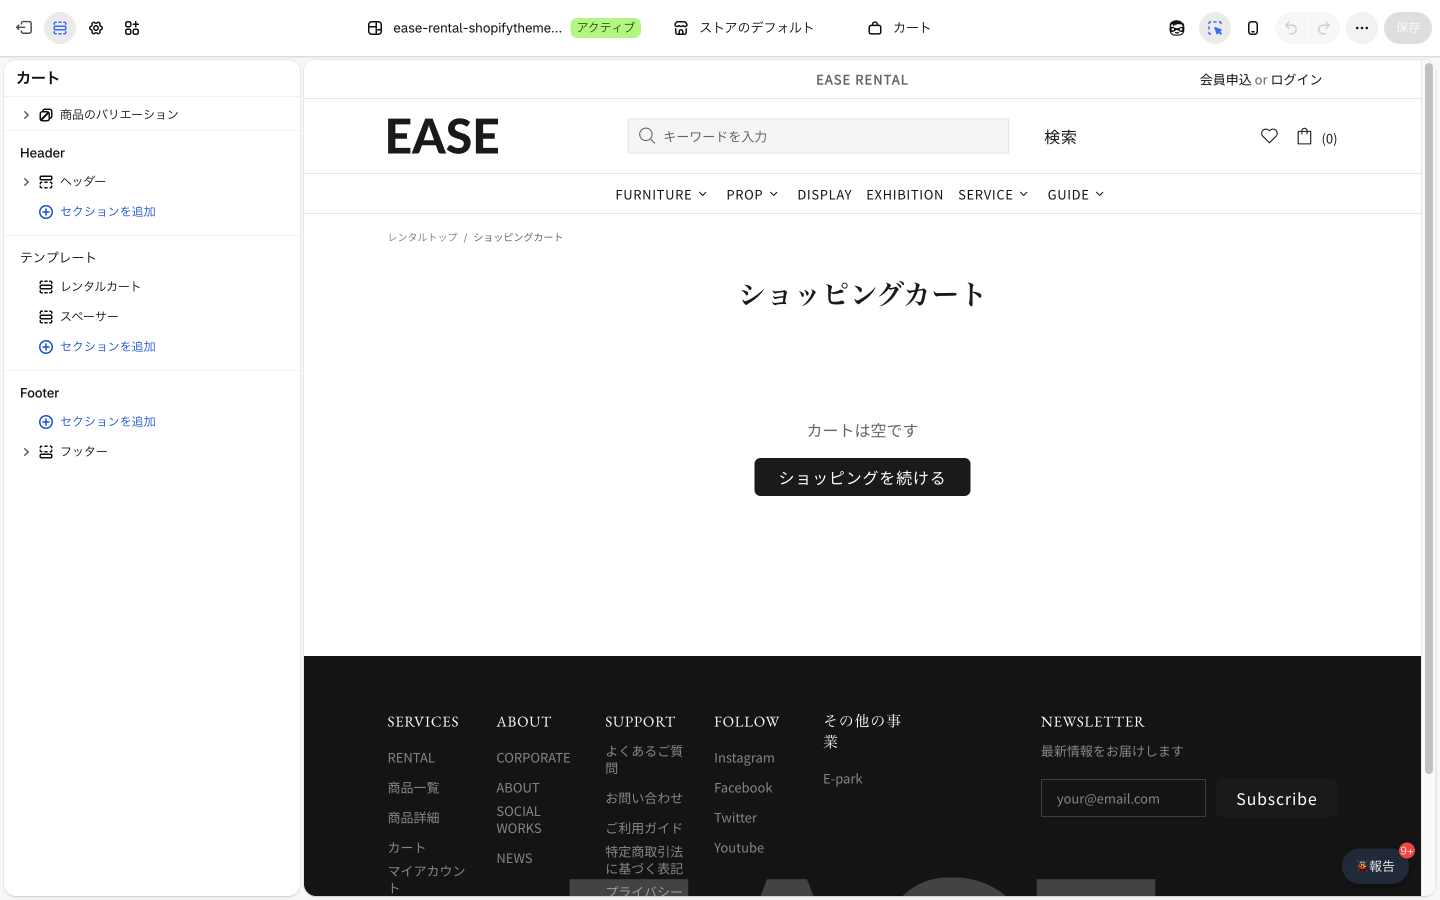 ease-rental-shopifytheme... アクティブ ストアのデフォルト カート 保存
カート
商品のバリエーション
Header
ヘッダー
セクションを追加
テンプレート
レンタルカート
スペーサー
セクションを追加
Footer
セクションを追加
フッター
EASE RENTAL
会員申込 or ログイン
EASE
キーワードを入力
検索
(0)
FURNITURE PROP DISPLAY EXHIBITION SERVICE GUIDE
レンタルトップ / ショッピングカート
ショッピングカート
カートは空です
ショッピングを続ける
SERVICES
RENTAL
商品一覧
商品詳細
カート
マイアカウン
ト
ABOUT
CORPORATE
ABOUT
SOCIAL
WORKS
NEWS
SUPPORT
よくあるご質
問
お問い合わせ
ご利用ガイド
特定商取引法
に基づく表記
プライバシー
FOLLOW
Instagram
Facebook
Twitter
Youtube
その他の事
業
E-park
NEWSLETTER
最新情報をお届けします
your@email.com
Subscribe
9+
報告